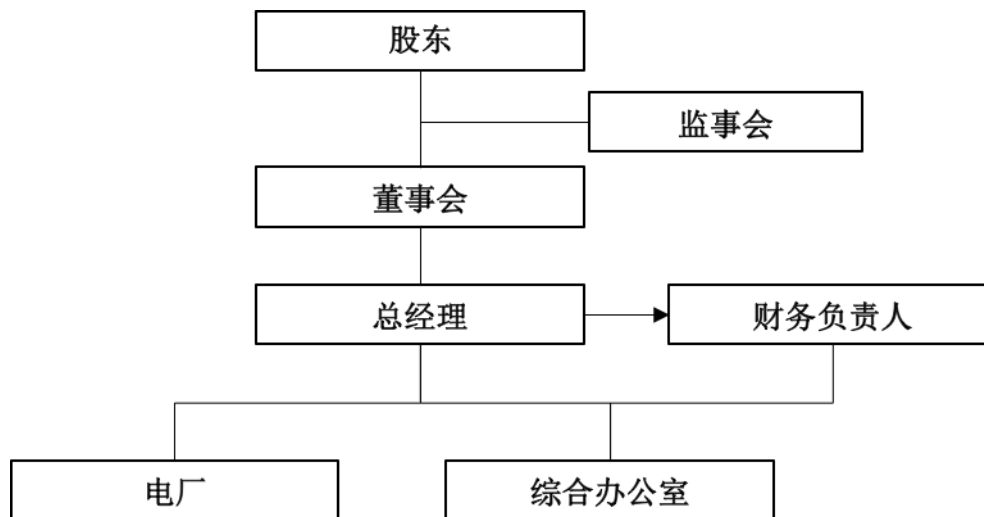 股东
监事会
董事会
总经理
财务负责人
电厂
综合办公室